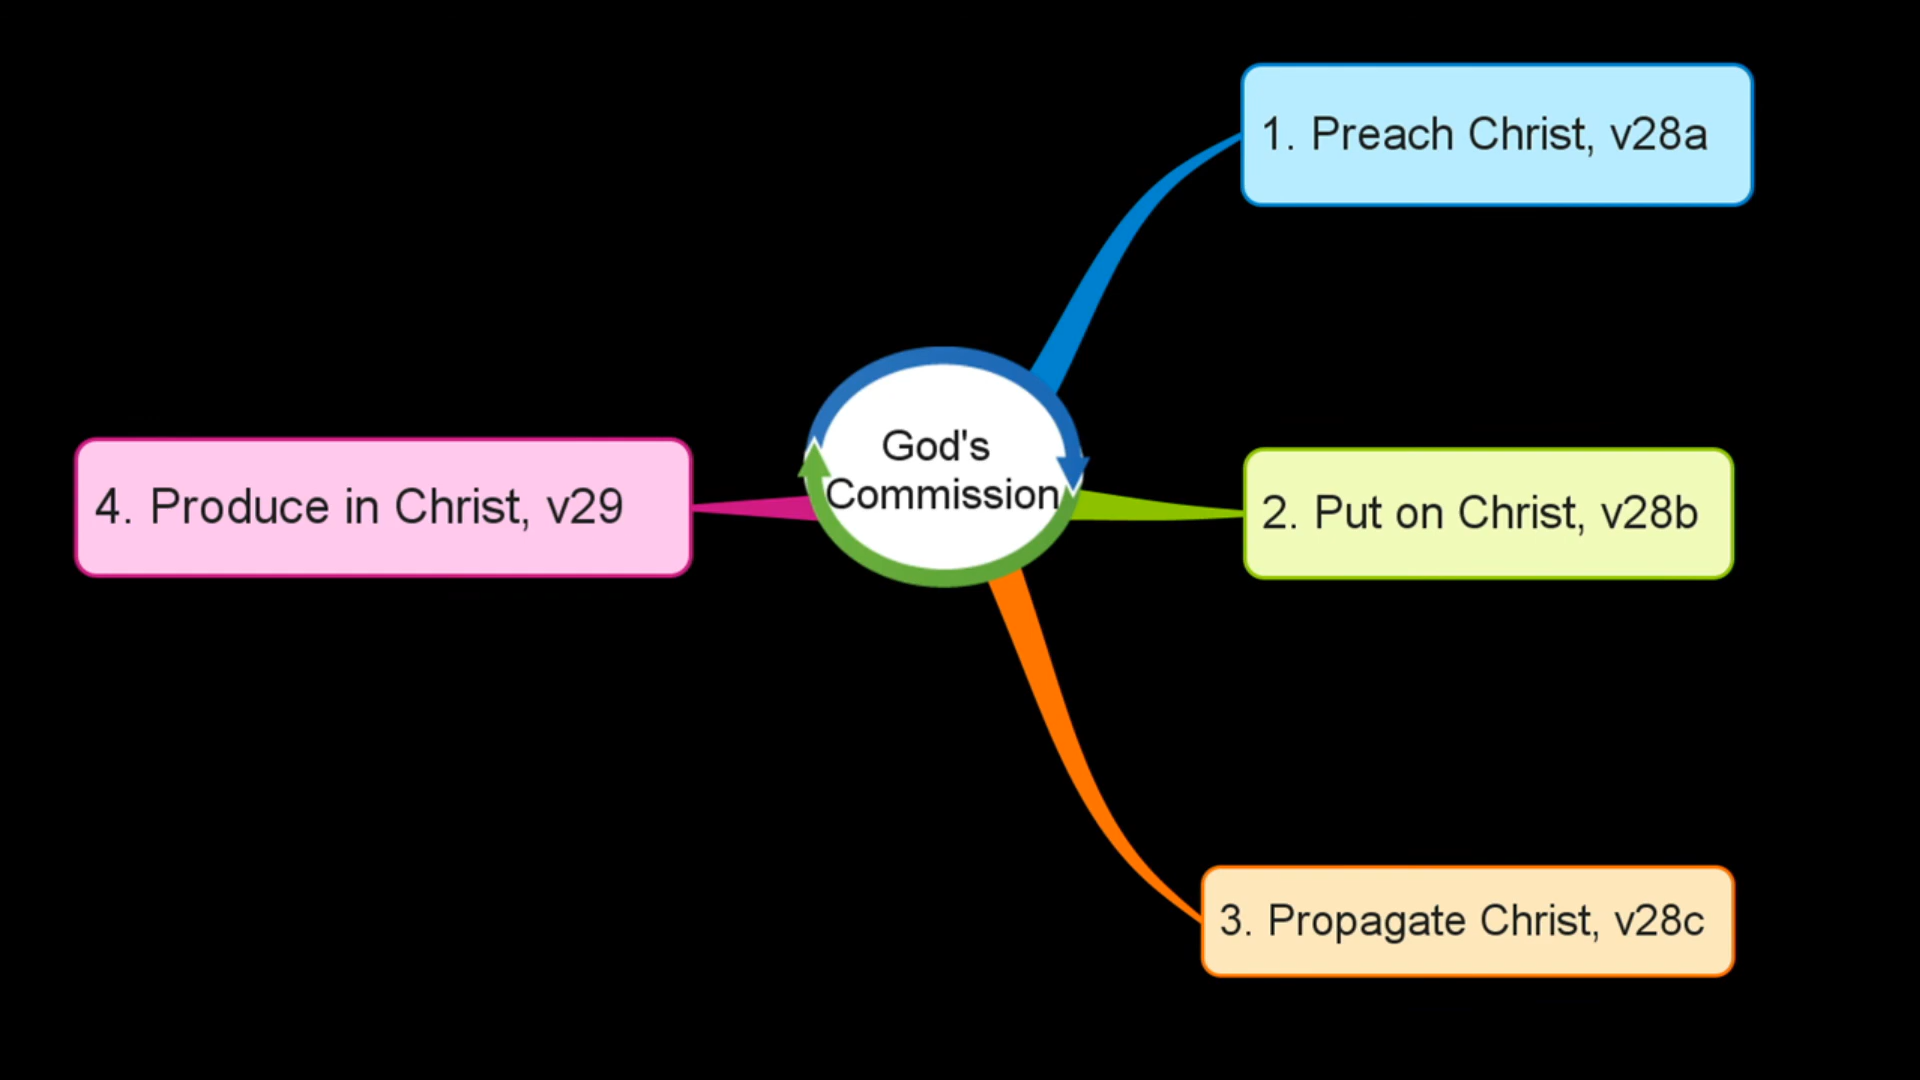 God's
Commission
1. Preach Christ, v28a
2. Put on Christ, v28b
3. Propagate Christ, v28c
4. Produce in Christ, v29